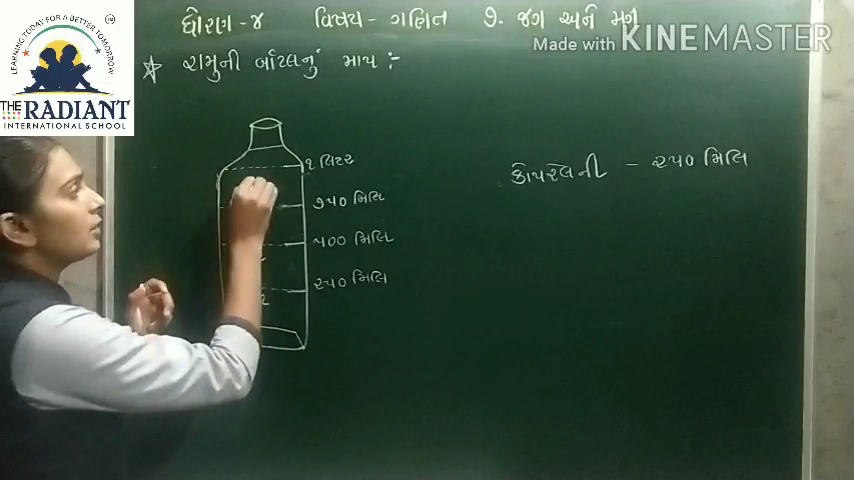 ધોરણ - ૪ વિષય - ગણિત ૭. જગ અને મગ
Made with KINEMASTER
LEARNING TODAY FOR A BETTER TOMORROW
TM
THE RADIANT
INTERNATIONAL SCHOOL
રામુની બૉટલનું માપ :-
૧ લિટર
૭૫૦ મિલિ
૫૦૦ મિલિ
૨૫૦ મિલિ
કોપરેલની - ૨૫૦ મિલિ